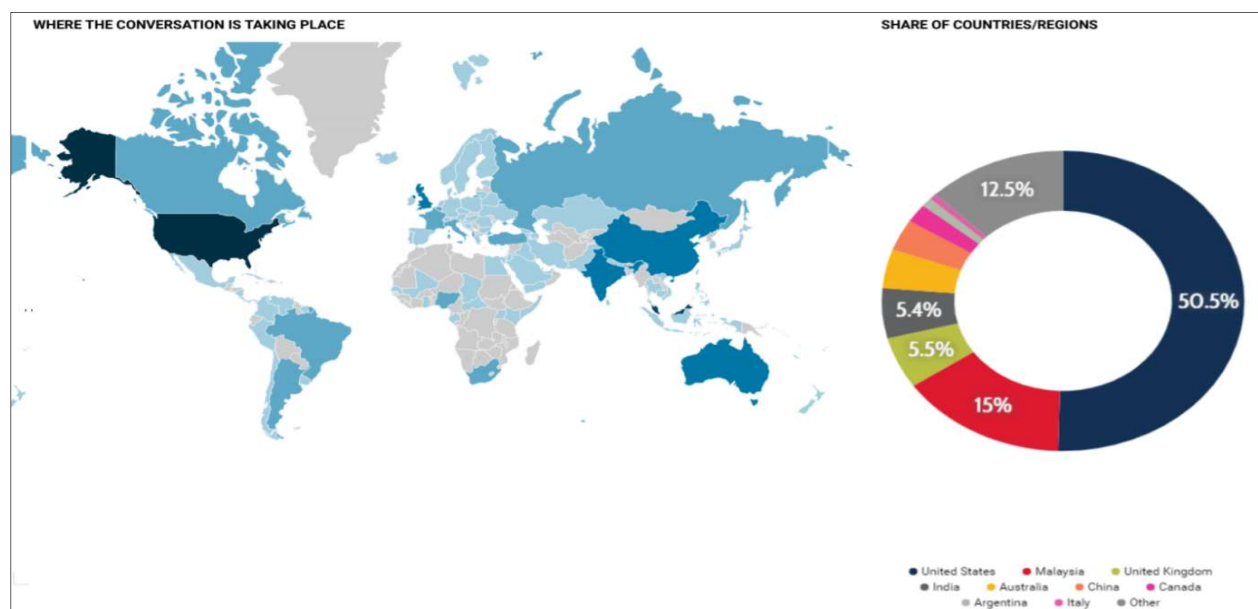 WHERE THE CONVERSATION IS TAKING PLACE
SHARE OF COUNTRIES/REGIONS
12.5%
50.5%
5.4%
5.5%
15%
United States Malaysia United Kingdom
India Australia China Canada
Argentina Italy Other